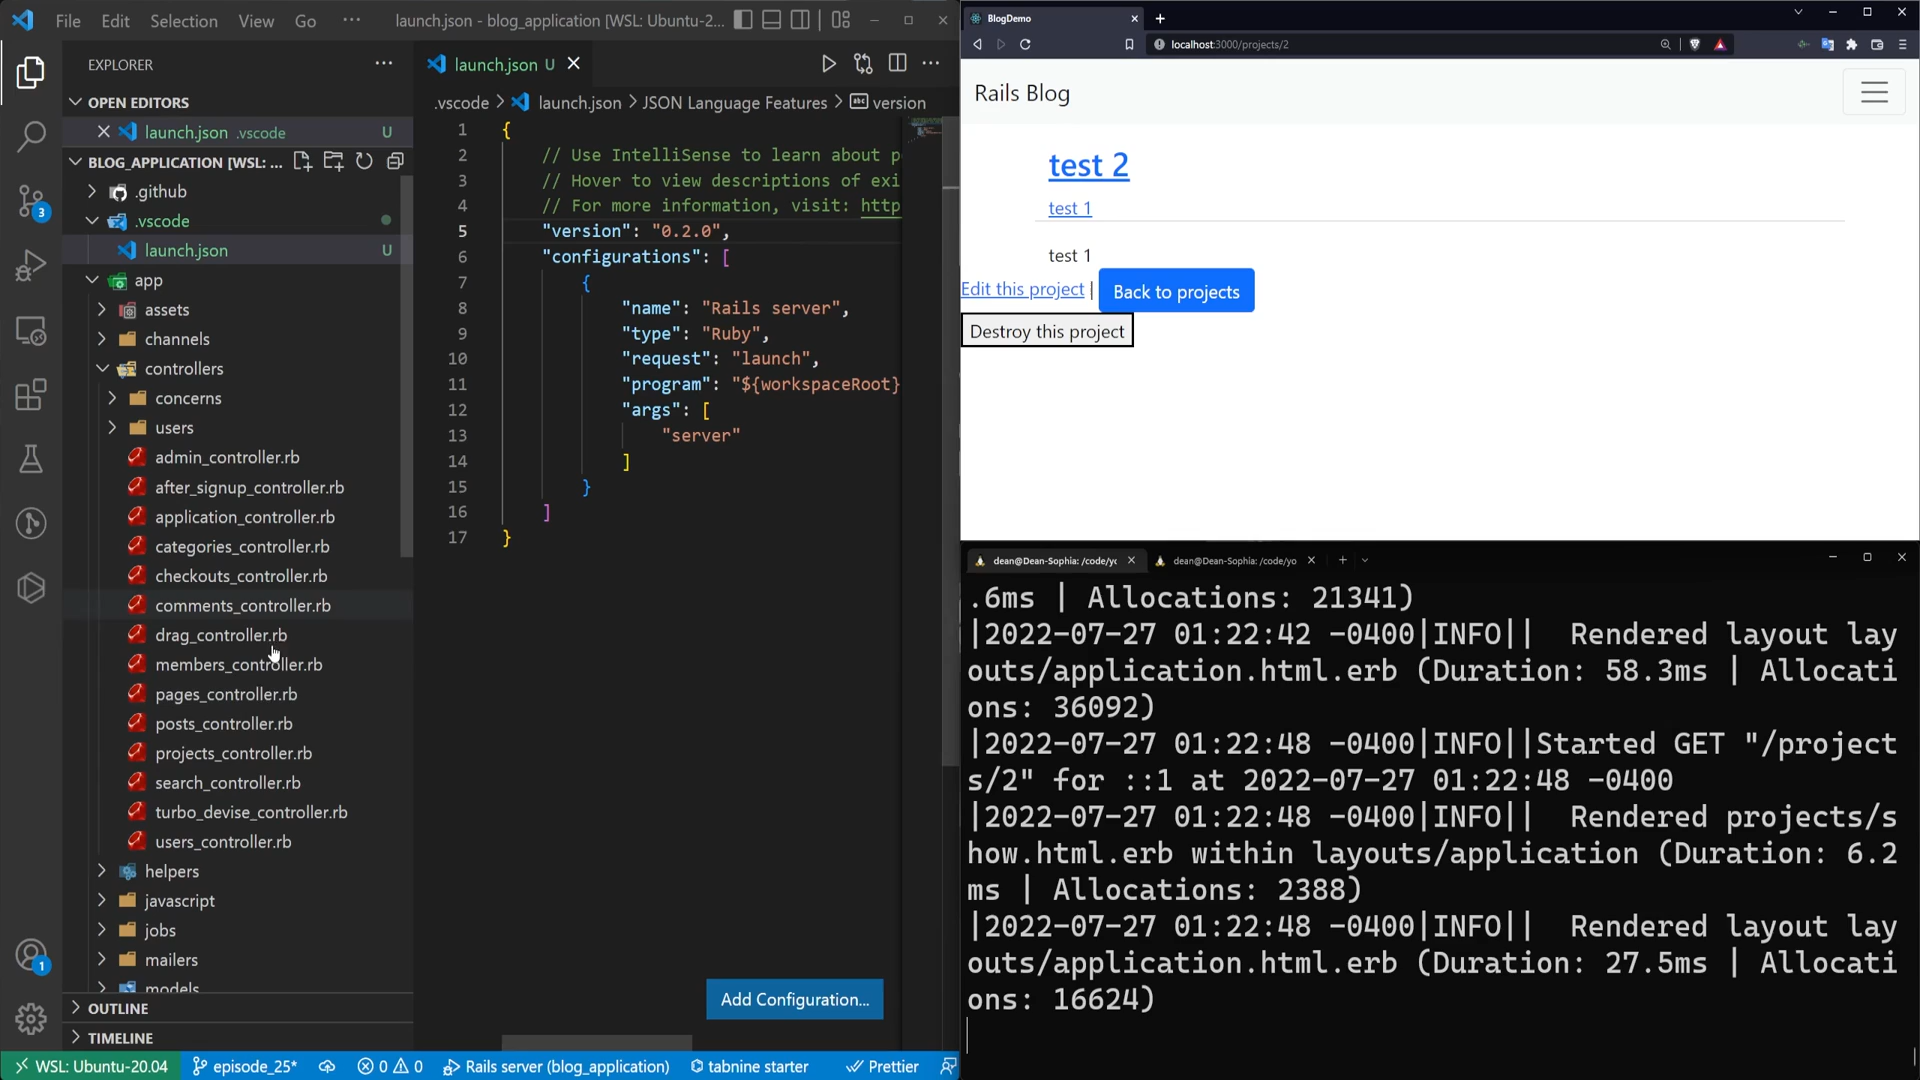 File Edit Selection View Go ··· launch.json - blog_application [WSL: Ubuntu-2...
EXPLORER ···
OPEN EDITORS
launch.json .vscode U
BLOG_APPLICATION [WSL: ...
.github
.vscode
launch.json U
app
assets
channels
controllers
concerns
users
admin_controller.rb
after_signup_controller.rb
application_controller.rb
categories_controller.rb
checkouts_controller.rb
comments_controller.rb
drag_controller.rb
members_controller.rb
pages_controller.rb
posts_controller.rb
projects_controller.rb
search_controller.rb
turbo_devise_controller.rb
users_controller.rb
helpers
javascript
jobs
mailers
models
OUTLINE
TIMELINE
3
1
launch.json U
.vscode > launch.json > JSON Language Features > abc version
1 {
2 // Use IntelliSense to learn about p
3 // Hover to view descriptions of exi
4 // For more information, visit: http
5 "version": "0.2.0",
6 "configurations": [
7 {
8 "name": "Rails server",
9 "type": "Ruby",
10 "request": "launch",
11 "program": "${workspaceRoot}
12 "args": [
13 "server"
14 ]
15 }
16 ]
17 }
Add Configuration...
WSL: Ubuntu-20.04 episode_25* 0 0 Rails server (blog_application) tabnine starter Prettier
BlogDemo
localhost:3000/projects/2
Rails Blog
test 2
test 1
test 1
Edit this project | Back to projects
Destroy this project
dean@Dean-Sophia: /code/yc dean@Dean-Sophia: /code/yo
.6ms | Allocations: 21341)
|2022-07-27 01:22:42 -0400|INFO|| Rendered layout lay
outs/application.html.erb (Duration: 58.3ms | Allocati
ons: 36092)
|2022-07-27 01:22:48 -0400|INFO||Started GET "/project
s/2" for ::1 at 2022-07-27 01:22:48 -0400
|2022-07-27 01:22:48 -0400|INFO|| Rendered projects/s
how.html.erb within layouts/application (Duration: 6.2
ms | Allocations: 2388)
|2022-07-27 01:22:48 -0400|INFO|| Rendered layout lay
outs/application.html.erb (Duration: 27.5ms | Allocati
ons: 16624)